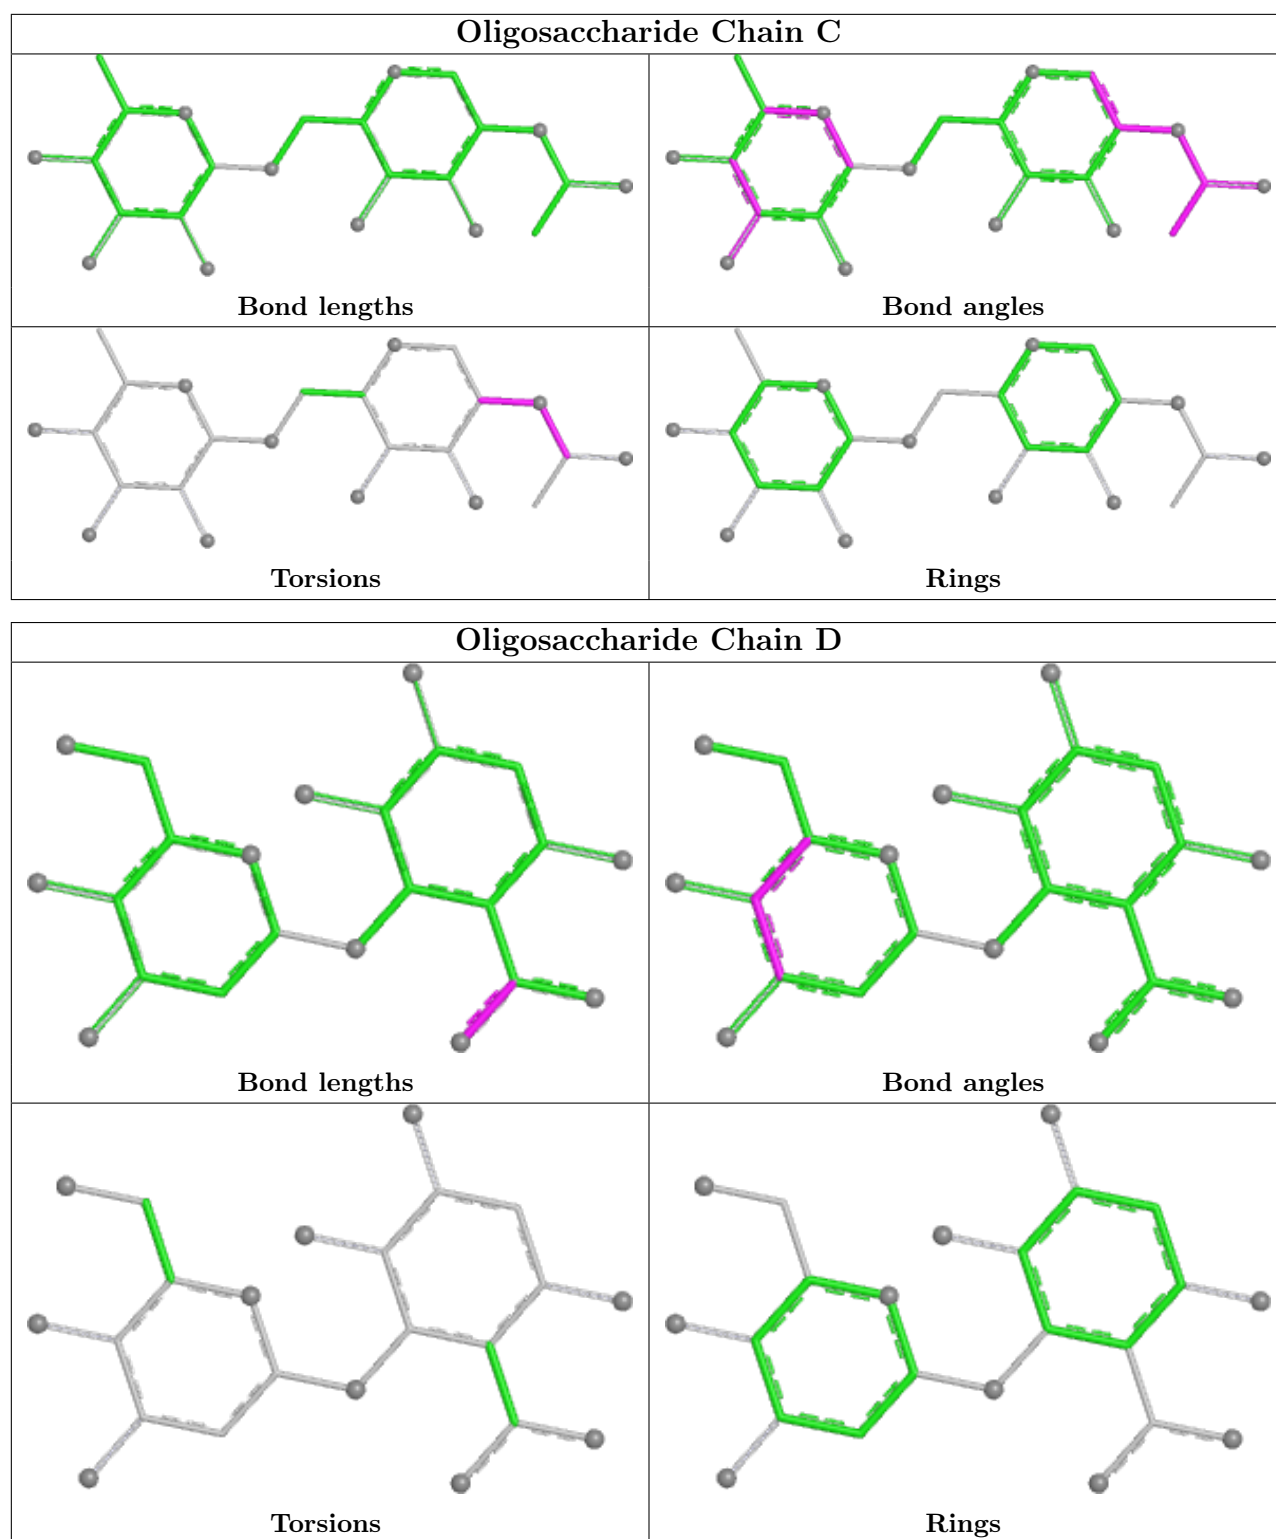 Oligosaccharide Chain C
Bond lengths
Bond angles
Torsions
Rings
Oligosaccharide Chain D
Bond lengths
Bond angles
Torsions
Rings